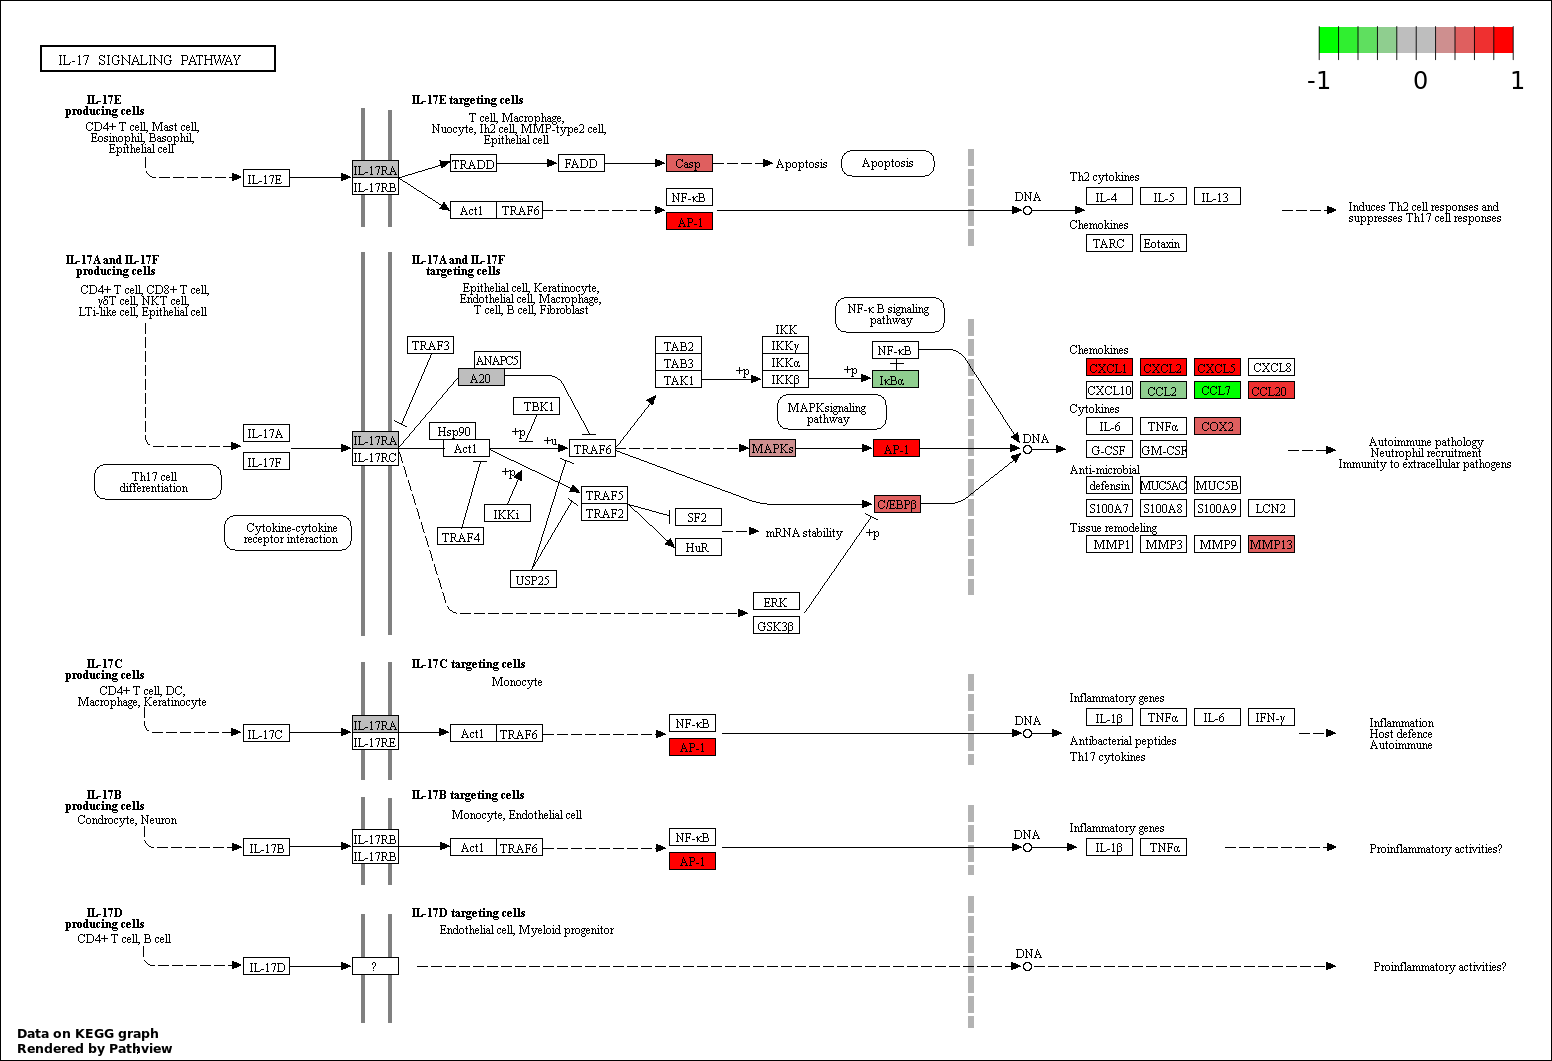 IL-17 SIGNALING PATHWAY
-1 0 1
IL-17E
producing cells
CD4+ T cell, Mast cell,
Eosinophil, Basophil,
Epithelial cell
IL-17E
IL-17RA
IL-17RB
IL-17E targeting cells
T cell, Macrophage,
Nuocyte, Ih2 cell, MMP-type2 cell,
Epithelial cell
TRADD
FADD
Casp
Apoptosis
Apoptosis
Act1
TRAF6
NF-κB
AP-1
DNA
Th2 cytokines
IL-4
IL-5
IL-13
Chemokines
TARC
Eotaxin
Induces Th2 cell responses and
suppresses Th17 cell responses
IL-17A and IL-17F
producing cells
CD4+ T cell, CD8+ T cell,
γδT cell, NKT cell,
LTi-like cell, Epithelial cell
IL-17A
IL-17F
Th17 cell
differentiation
Cytokine-cytokine
receptor interaction
IL-17RA
IL-17RC
IL-17A and IL-17F
targeting cells
Epithelial cell, Keratinocyte,
Endothelial cell, Macrophage,
T cell, B cell, Fibroblast
TRAF3
ANAPC5
A20
TBK1
Hsp90
Act1
+p
+u
TRAF6
+p
IKKi
TRAF4
USP25
TRAF5
TRAF2
SF2
HuR
mRNA stability
TAB2
TAB3
TAK1
+p
IKK
IKKγ
IKKα
IKKβ
+p
NF-κB signaling
pathway
NF-κB
IκBα
MAPKsignaling
pathway
MAPKs
AP-1
C/EBPβ
+p
ERK
GSK3β
DNA
Chemokines
CXCL1
CXCL2
CXCL5
CXCL8
CXCL10
CCL2
CCL7
CCL20
Cytokines
IL-6
TNFα
COX2
G-CSF
GM-CSF
Anti-microbial
defensin
MUC5AC
MUC5B
S100A7
S100A8
S100A9
LCN2
Tissue remodeling
MMP1
MMP3
MMP9
MMP13
Autoimmune pathology
Neutrophil recruitment
Immunity to extracellular pathogens
IL-17C
producing cells
CD4+ T cell, DC,
Macrophage, Keratinocyte
IL-17C
IL-17RA
IL-17RE
IL-17C targeting cells
Monocyte
Act1
TRAF6
NF-κB
AP-1
DNA
Inflammatory genes
IL-1β
TNFα
IL-6
IFN-γ
Antibacterial peptides
Th17 cytokines
Inflammation
Host defence
Autoimmune
IL-17B
producing cells
Condrocyte, Neuron
IL-17B
IL-17RB
IL-17RB
IL-17B targeting cells
Monocyte, Endothelial cell
Act1
TRAF6
NF-κB
AP-1
DNA
Inflammatory genes
IL-1β
TNFα
Proinflammatory activities?
IL-17D
producing cells
CD4+ T cell, B cell
IL-17D
?
IL-17D targeting cells
Endothelial cell, Myeloid progenitor
DNA
Proinflammatory activities?
Data on KEGG graph
Rendered by Pathview